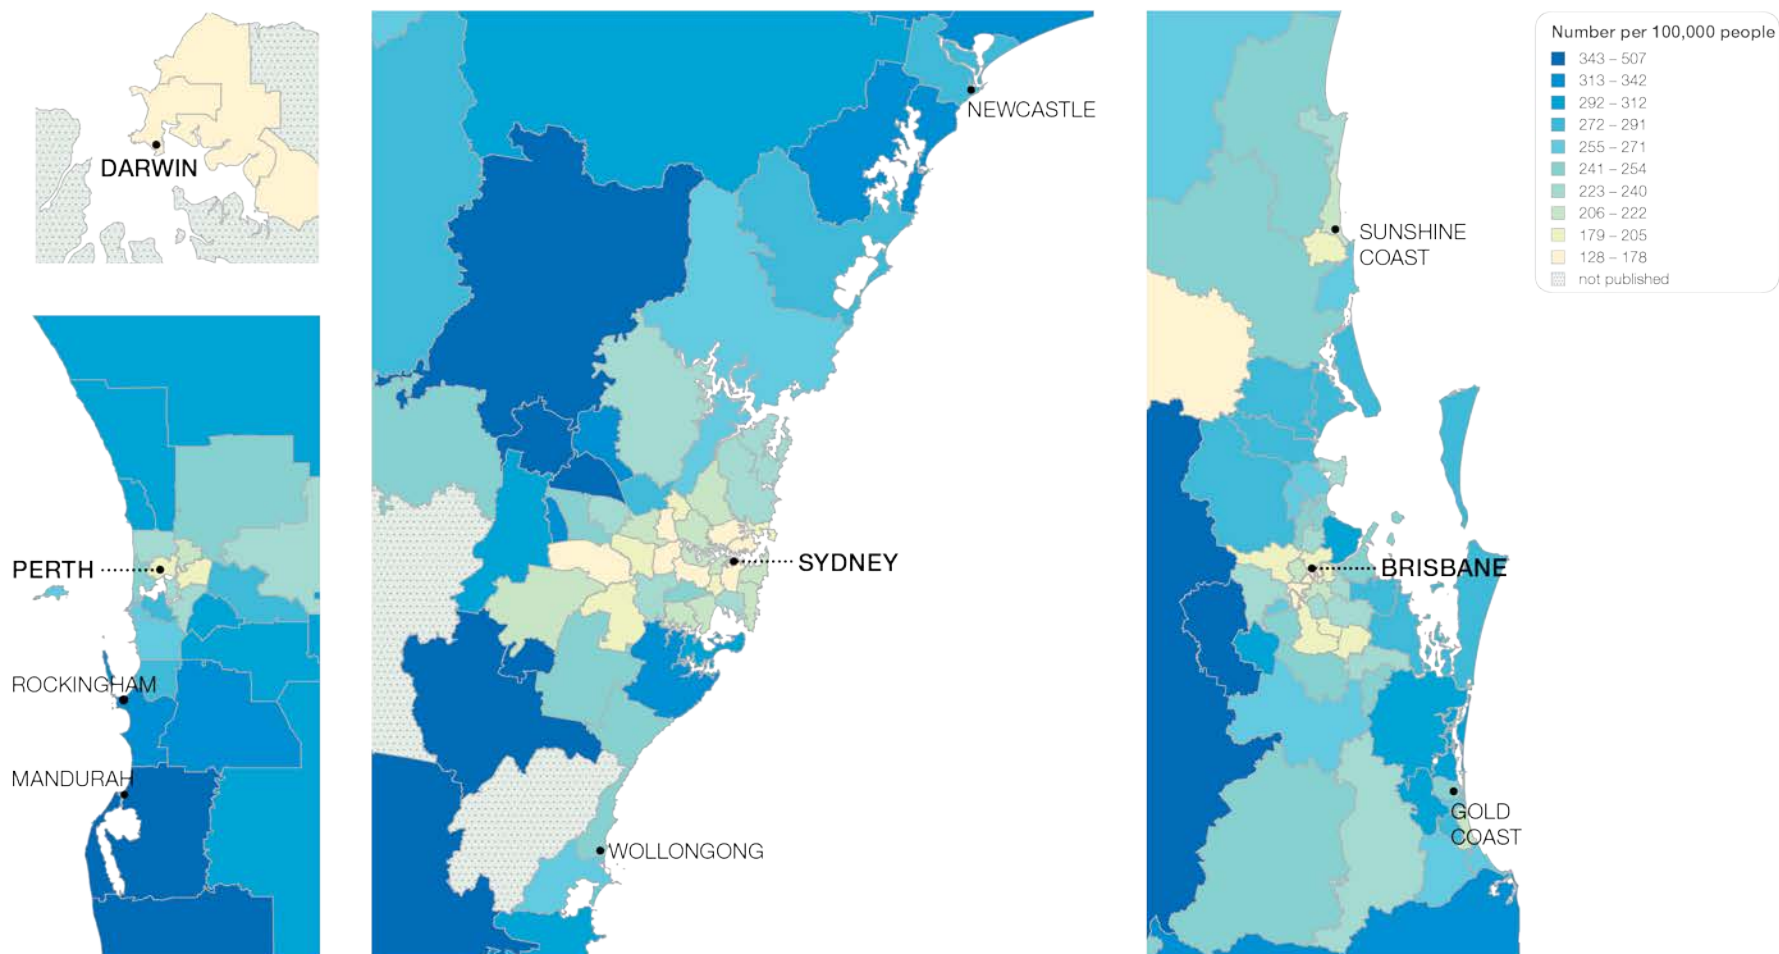 DARWIN
PERTH
ROCKINGHAM
MANDURAH
NEWCASTLE
SYDNEY
WOLLONGONG
SUNSHINE
COAST
BRISBANE
GOLD
COAST
Number per 100,000 people
343 – 507
313 – 342
292 – 312
272 – 291
255 – 271
241 – 254
223 – 240
206 – 222
179 – 205
128 – 178
not published